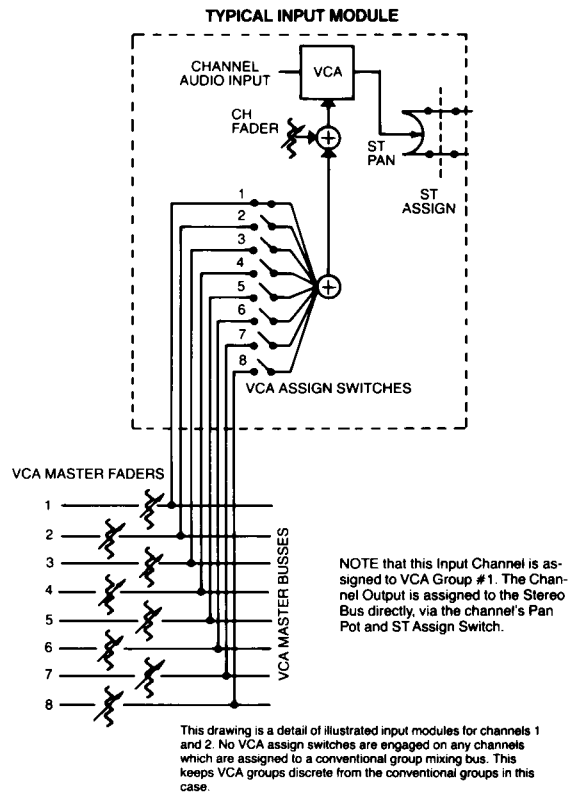 TYPICAL INPUT MODULE
CHANNEL
AUDIO INPUT
VCA
CH
FADER
ST
PAN
ST
ASSIGN
1
2
3
4
5
6
7
8
VCA ASSIGN SWITCHES
VCA MASTER FADERS
1
2
3
4
5
6
7
8
VCA MASTER BUSSES
NOTE that this Input Channel is as-
signed to VCA Group #1. The Chan-
nel Output is assigned to the Stereo
Bus directly, via the channel's Pan
Pot and ST Assign Switch.
This drawing is a detail of illustrated input modules for channels 1
and 2. No VCA assign switches are engaged on any channels
which are assigned to a conventional group mixing bus. This
keeps VCA groups discrete from the conventional groups in this
case.